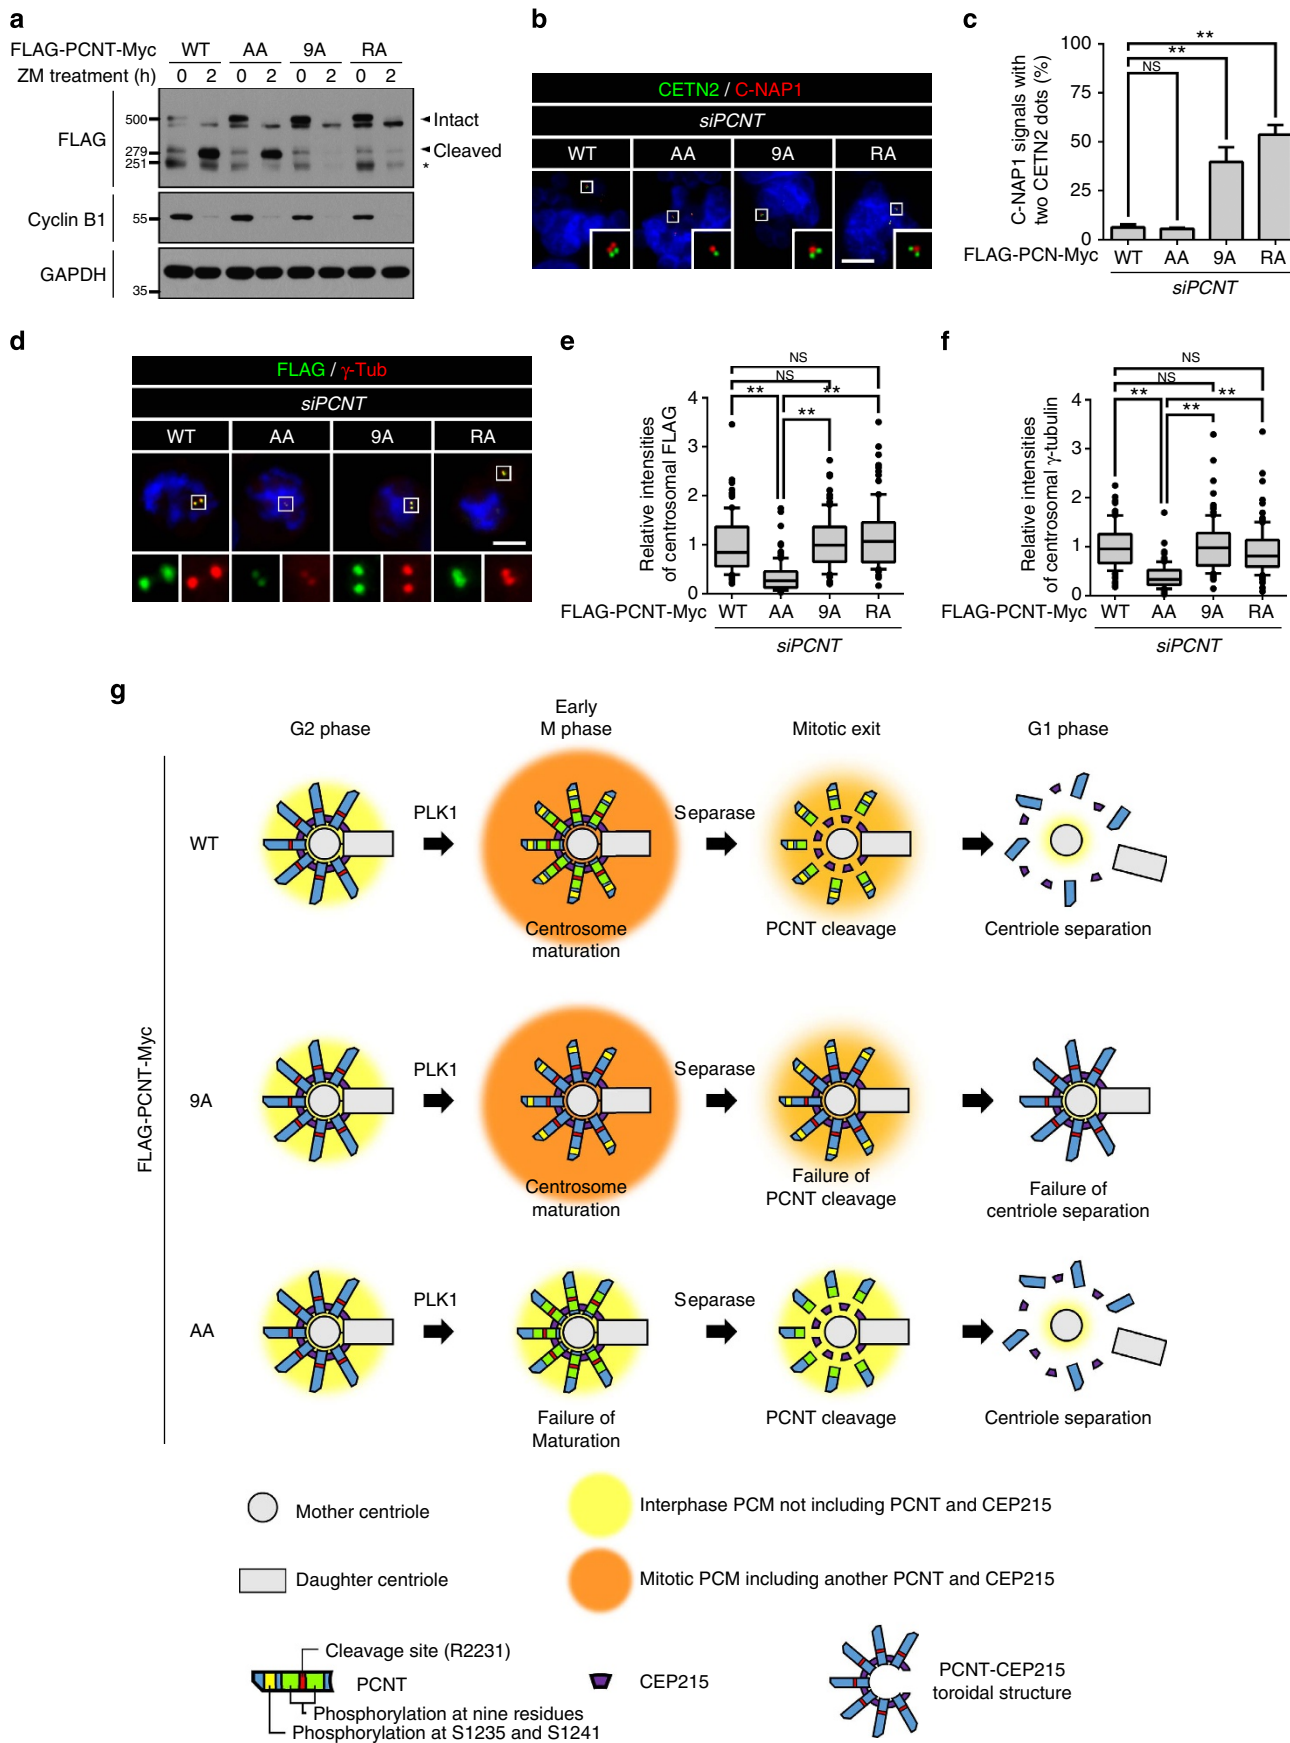 a
FLAG-PCNT-Myc WT AA 9A RA
ZM treatment (h) 0 2 0 2 0 2 0 2
FLAG
500
279
251
Intact
Cleaved
*
Cyclin B1
55
GAPDH
35
b
CETN2 / C-NAP1
siPCNT
WT AA 9A RA
c
C-NAP1 signals with
two CETN2 dots (%)
100
75
50
25
0
**
**
NS
FLAG-PCN-Myc WT AA 9A RA
siPCNT
d
FLAG / γ-Tub
siPCNT
WT AA 9A RA
e
Relative intensities
of centrosomal FLAG
4
3
2
1
0
NS
NS
** **
**
FLAG-PCNT-Myc WT AA 9A RA
siPCNT
f
Relative intensities
of centrosomal γ-tubulin
4
3
2
1
0
NS
NS
** **
**
FLAG-PCNT-Myc WT AA 9A RA
siPCNT
g
G2 phase
Early
M phase
Mitotic exit
G1 phase
FLAG-PCNT-Myc
WT
PLK1
Separase
Centrosome
maturation
PCNT cleavage
Centriole separation
9A
PLK1
Separase
Centrosome
maturation
Failure of
PCNT cleavage
Failure of
centriole separation
AA
PLK1
Separase
Failure of
Maturation
PCNT cleavage
Centriole separation
Mother centriole
Interphase PCM not including PCNT and CEP215
Daughter centriole
Mitotic PCM including another PCNT and CEP215
Cleavage site (R2231)
PCNT
Phosphorylation at nine residues
Phosphorylation at S1235 and S1241
CEP215
PCNT-CEP215
toroidal structure